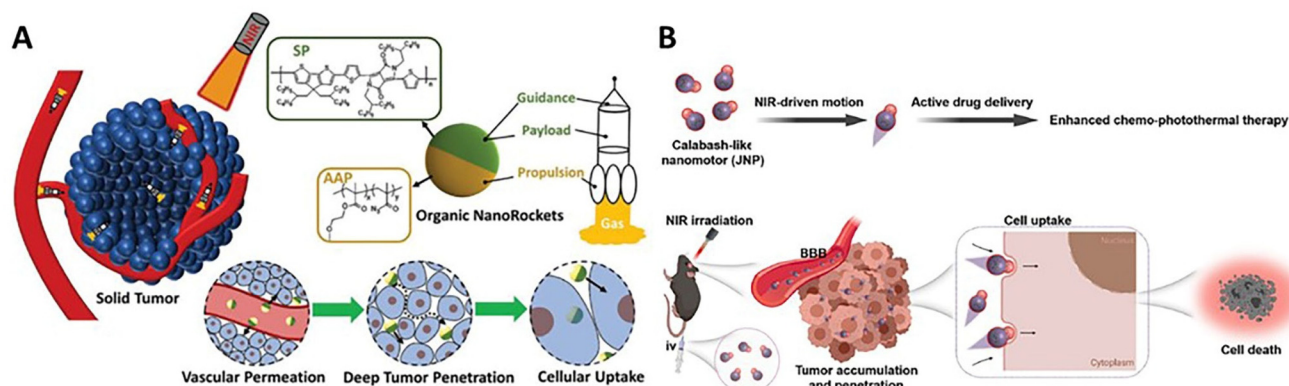 A
NIR
SP
Guidance
Payload
Propulsion
AAP
Organic NanoRockets
Gas
Solid Tumor
Vascular Permeation
Deep Tumor Penetration
Cellular Uptake
B
NIR-driven motion
Active drug delivery
Enhanced chemo-photothermal therapy
Calabash-like
nanomotor (JNP)
NIR irradiation
BBB
Cell uptake
Nucleus
iv
Tumor accumulation
and penetration
Cytoplasm
Cell death